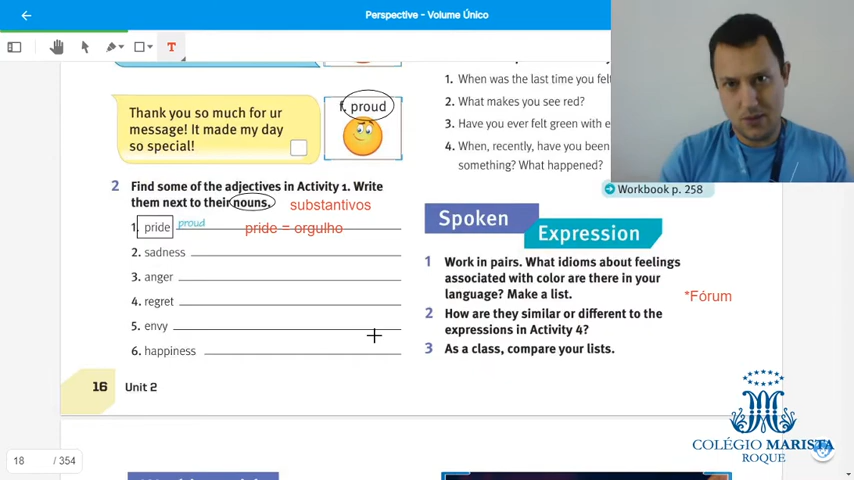 Perspective - Volume Único
T
Thank you so much for ur
message! It made my day
so special!
f. proud
2 Find some of the adjectives in Activity 1. Write
them next to their nouns.
substantivos
1. pride proud
pride = orgulho
2. sadness
3. anger
4. regret
5. envy
6. happiness
16 Unit 2
1. When was the last time you fel
2. What makes you see red?
3. Have you ever felt green with e
4. When, recently, have you been
something? What happened?
Workbook p. 258
Spoken
Expression
1 Work in pairs. What idioms about feelings
associated with color are there in your
language? Make a list.
*Fórum
2 How are they similar or different to the
expressions in Activity 4?
3 As a class, compare your lists.
COLÉGIO MARISTA
ROQUE
18 / 354